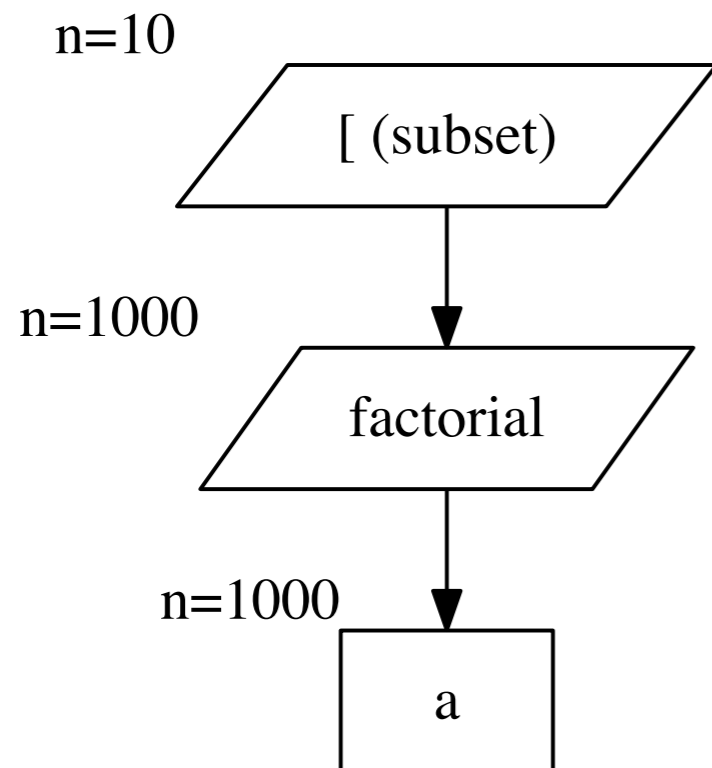 n=10
[ (subset)
n=1000
factorial
n=1000
a